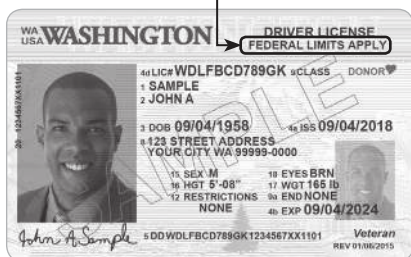 WA USA WASHINGTON DRIVER LICENSE
FEDERAL LIMITS APPLY
4d LIC# WDLFBCD789GK 9 CLASS DONOR
1 SAMPLE
2 JOHN A
3 DOB 09/04/1958 4a ISS 09/04/2018
8 123 STREET ADDRESS
YOUR CITY WA 99999-0000
15 SEX M 18 EYES BRN
16 HGT 5'-08" 17 WGT 165 lb
12 RESTRICTIONS 9a END NONE
NONE 4b EXP 09/04/2024
20 1234567XX1101
SAMPLE
John A Sample
5 DD WDLFBCD789GK1234567XX1101 Veteran
REV 01/06/2015